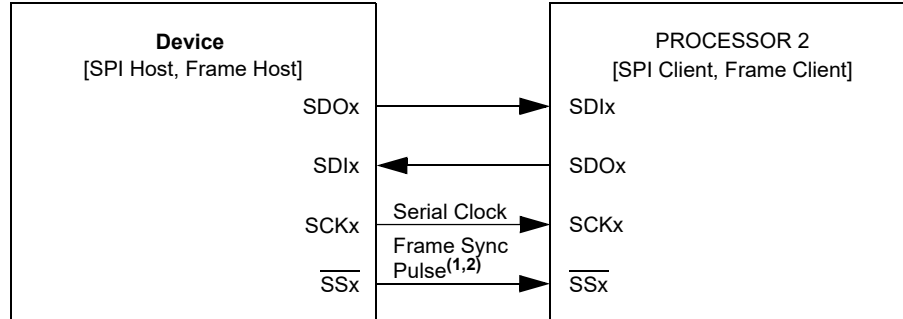 Device
[SPI Host, Frame Host]
PROCESSOR 2
[SPI Client, Frame Client]
SDOx
SDIx
SDIx
SDOx
SCKx
Serial Clock
SCKx
Frame Sync
Pulse(1,2)
SSx
SSx